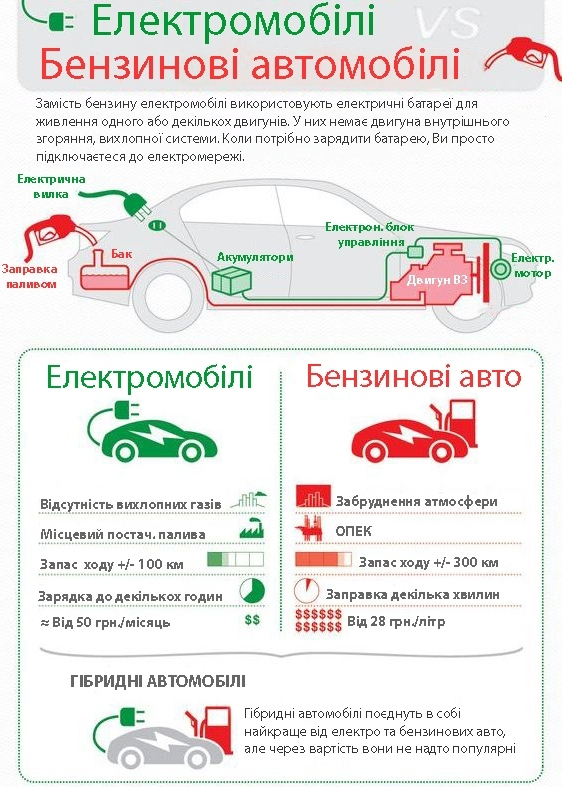 Електромобілі VS
Бензинові автомобілі
Замість бензину електромобілі використовують електричні батареї для
живлення одного або декількох двигунів. У них немає двигуна внутрішнього
згоряння, вихлопної системи. Коли потрібно зарядити батарею, Ви просто
підключаєтеся до електромережі.
Електрична
вилка
Заправка
паливом
Бак
Акумулятори
Електрон. блок
управління
Двигун ВЗ
Електр.
мотор
Електромобілі
Відсутність вихлопних газів
Місцевий постач. палива
Запас ходу +/- 100 км
Зарядка до декількох годин
≈ Від 50 грн./місяць $$
Бензинові авто
Забруднення атмосфери
ОПЕК
Запас ходу +/- 300 км
Заправка декілька хвилин
$$$$$$
$$$$$$ Від 28 грн./літр
ГІБРИДНІ АВТОМОБІЛІ
Гібридні автомобілі поєднуть в собі
найкраще від електро та бензинових авто,
але через вартість вони не надто популярні